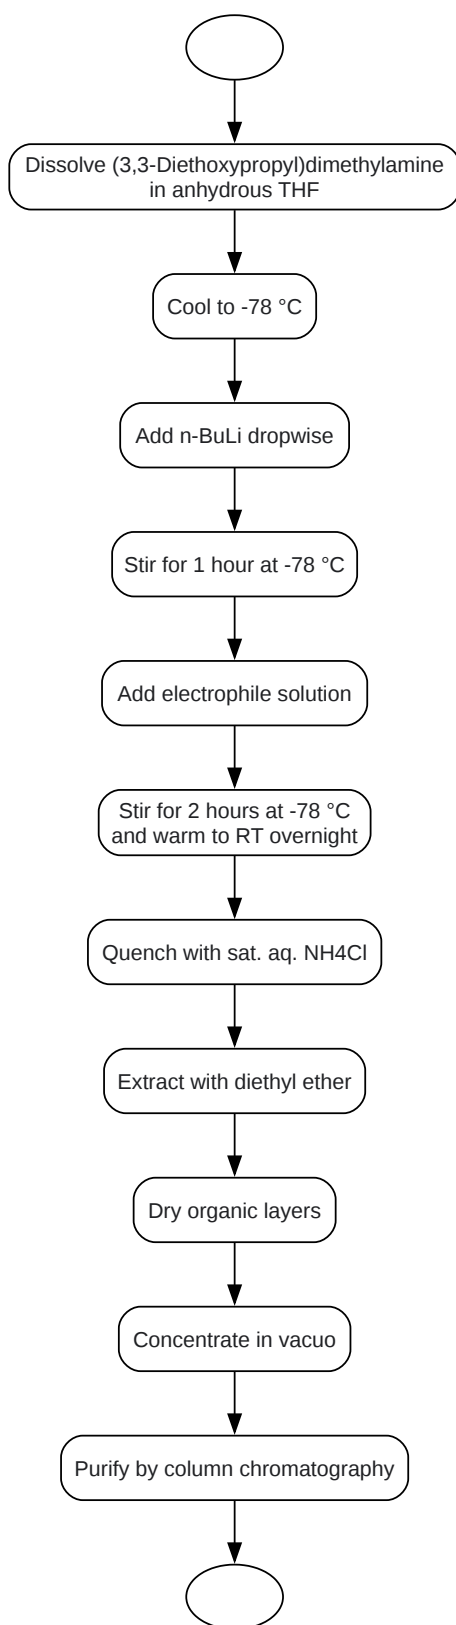 Dissolve (3,3-Diethoxypropyl)dimethylamine
in anhydrous THF
Cool to -78 °C
Add n-BuLi dropwise
Stir for 1 hour at -78 °C
Add electrophile solution
Stir for 2 hours at -78 °C
and warm to RT overnight
Quench with sat. aq. NH4Cl
Extract with diethyl ether
Dry organic layers
Concentrate in vacuo
Purify by column chromatography